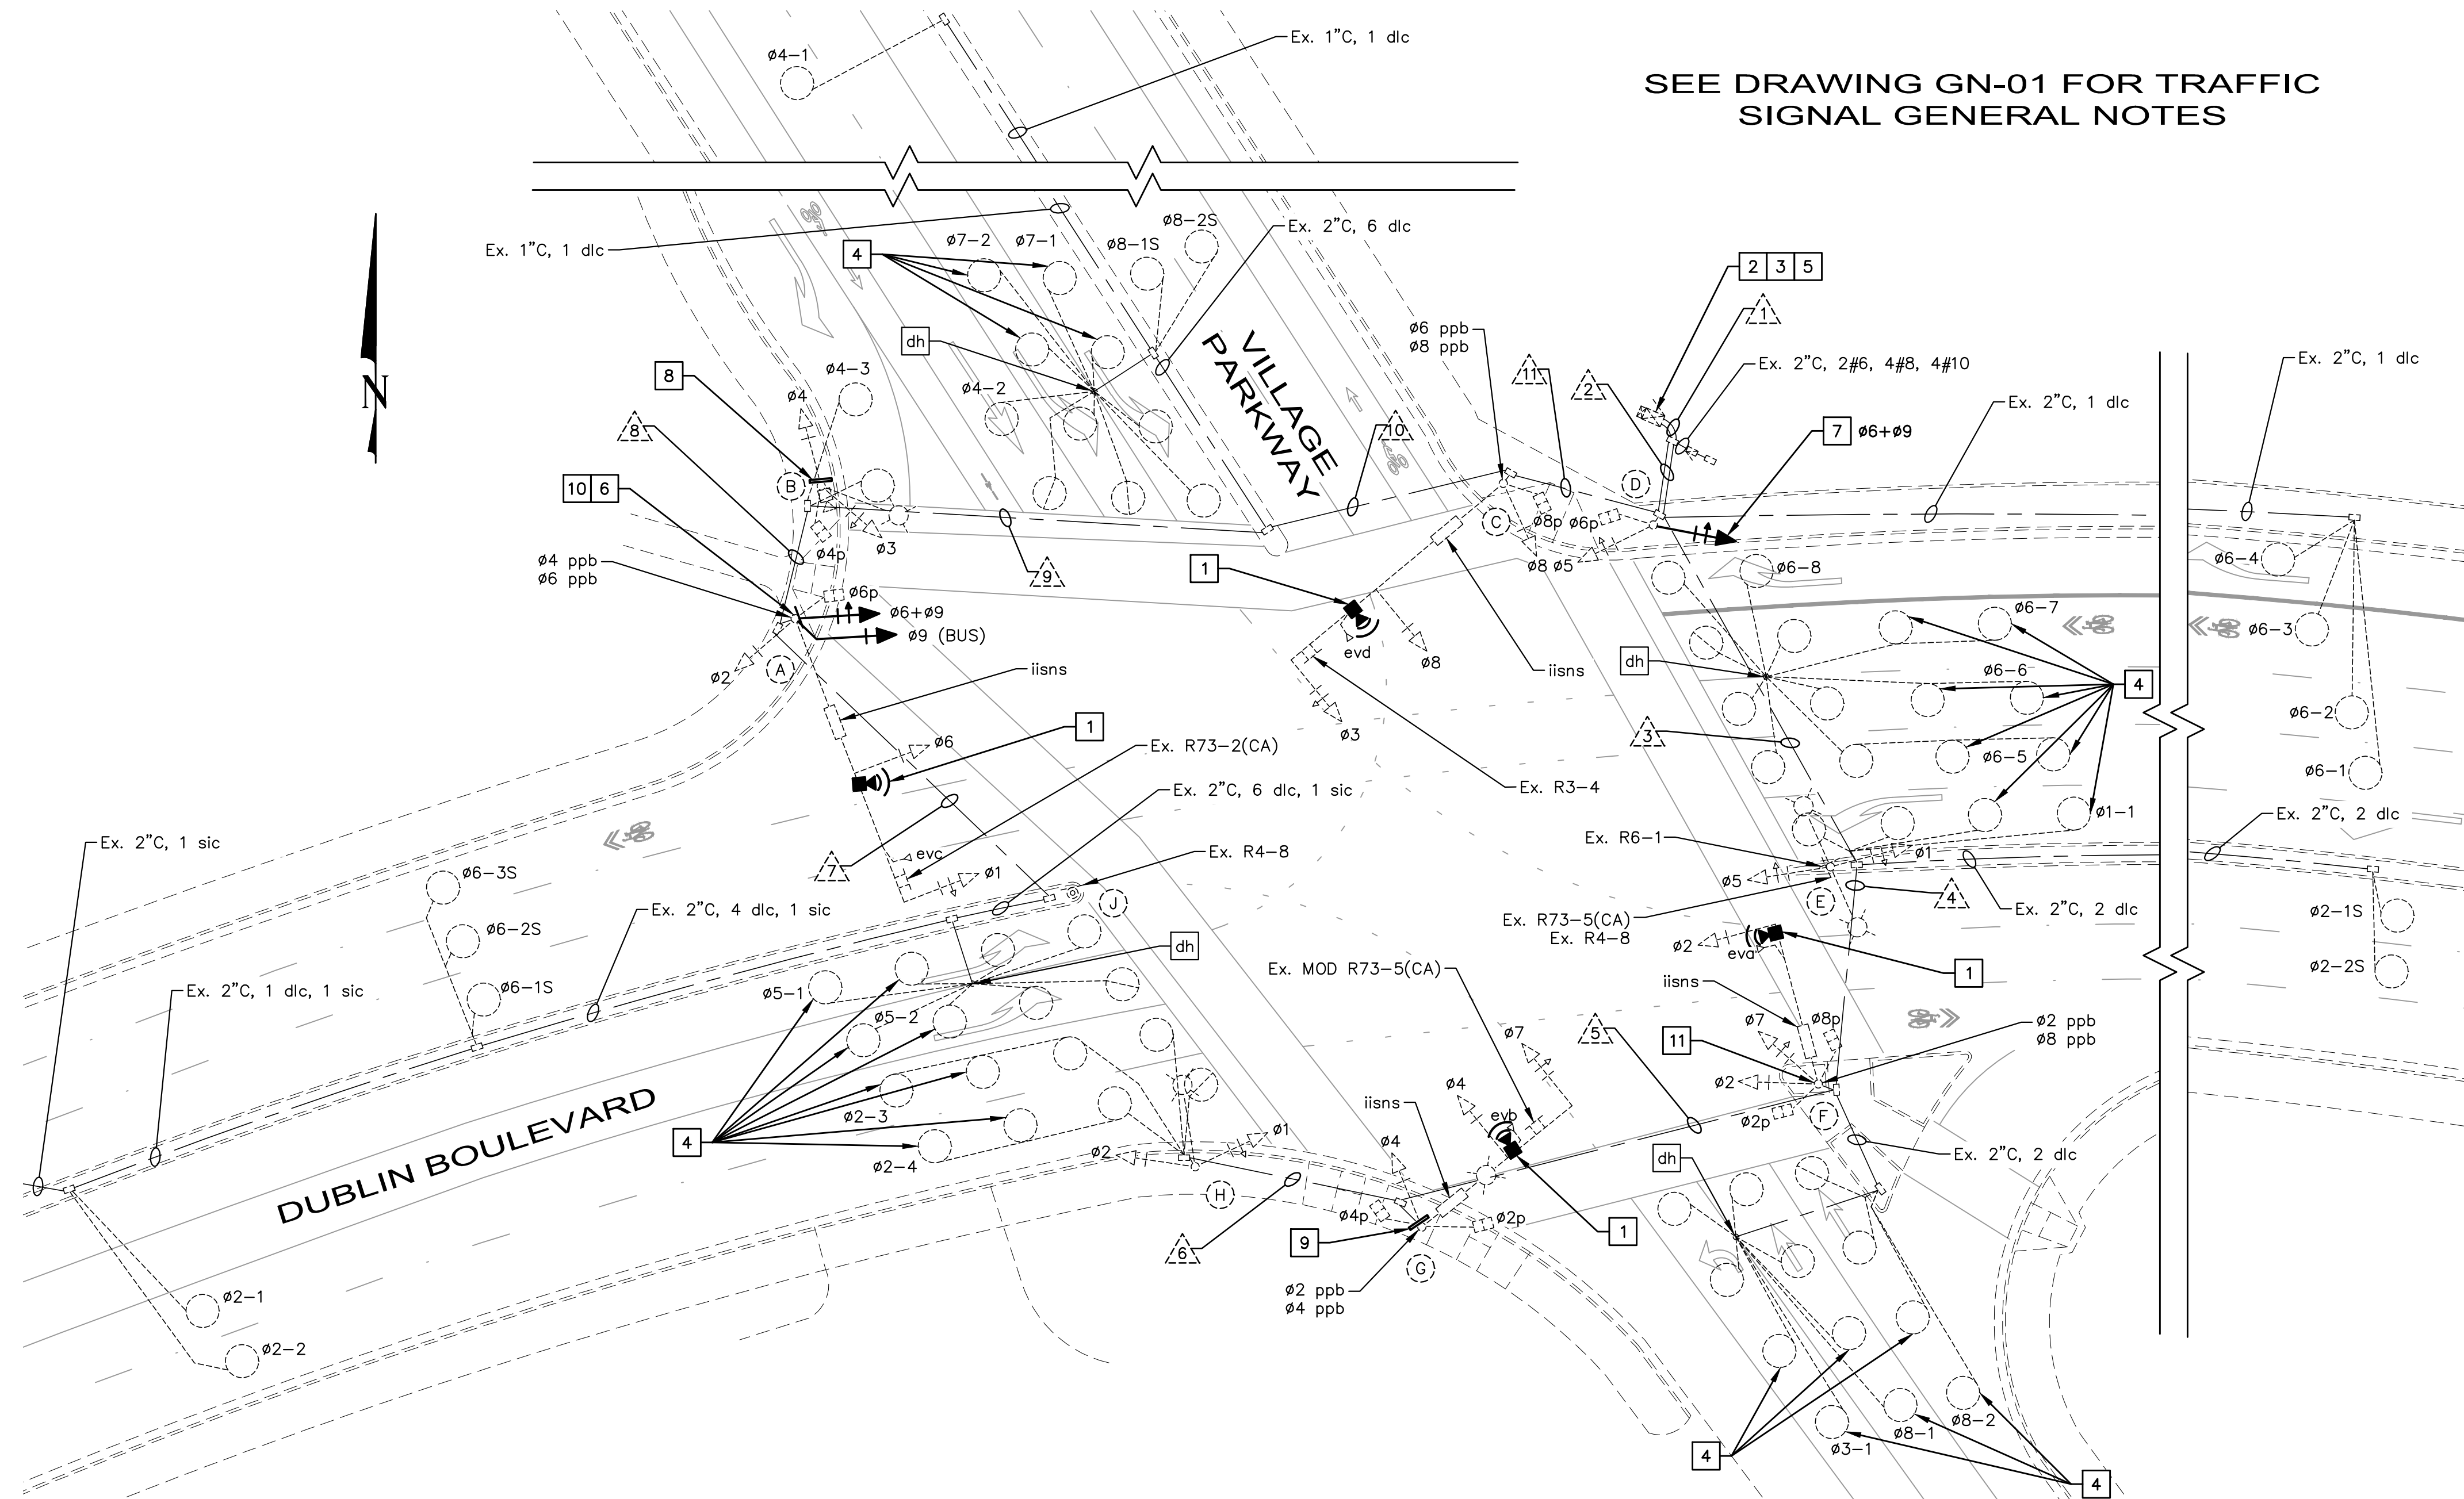 Ex. 1"C, 1 dlc
ø4-1
SEE DRAWING GN-01 FOR TRAFFIC
SIGNAL GENERAL NOTES
Ex. 1"C, 1 dlc
4
ø7-2
ø7-1
ø8-1S
ø8-2S
Ex. 2"C, 6 dlc
2 3 5
1
dh
VILLAGE
PARKWAY
ø6 ppb
ø8 ppb
11
2
Ex. 2"C, 2#6, 4#8, 4#10
Ex. 2"C, 1 dlc
N
8
ø4
ø4-3
ø4-2
Ex. 2"C, 1 dlc
8
10
7
ø6+ø9
10 6
B
D
C
ø4p
ø3
ø8p
ø6p
ø8
ø5
ø4 ppb
ø6 ppb
9
1
ø6-8
ø6-4
ø6p
ø6+ø9
ø9 (BUS)
ø6-7
ø6-3
evd
ø8
iisns
dh
ø6-6
4
A
ø2
iisns
ø3
3
ø6-2
1
ø6
Ex. R73-2(CA)
ø6-5
ø6-1
Ex. 2"C, 6 dlc, 1 sic
Ex. R3-4
ø1-1
Ex. 2"C, 2 dlc
Ex. 2"C, 1 sic
7
evc
Ex. R4-8
Ex. R6-1
ø1
ø6-3S
ø1
ø5
J
E
4
Ex. 2"C, 4 dlc, 1 sic
Ex. R73-5(CA)
Ex. R4-8
Ex. 2"C, 2 dlc
ø2-1S
ø6-2S
dh
ø2
eva
1
Ex. MOD R73-5(CA)
ø2-2S
ø6-1S
Ex. 2"C, 1 dlc, 1 sic
ø5-1
ø5-2
iisns
ø7
5
ø7
ø8p
11
ø2 ppb
ø8 ppb
DUBLIN BOULEVARD
ø2-3
4
ø4
iisns
evb
ø2
ø2p
F
ø1
ø2
ø4
ø2-4
dh
Ex. 2"C, 2 dlc
H
ø4p
ø2p
6
9
1
G
ø2 ppb
ø4 ppb
ø2-1
ø2-2
ø3-1
ø8-1
ø8-2
4
4